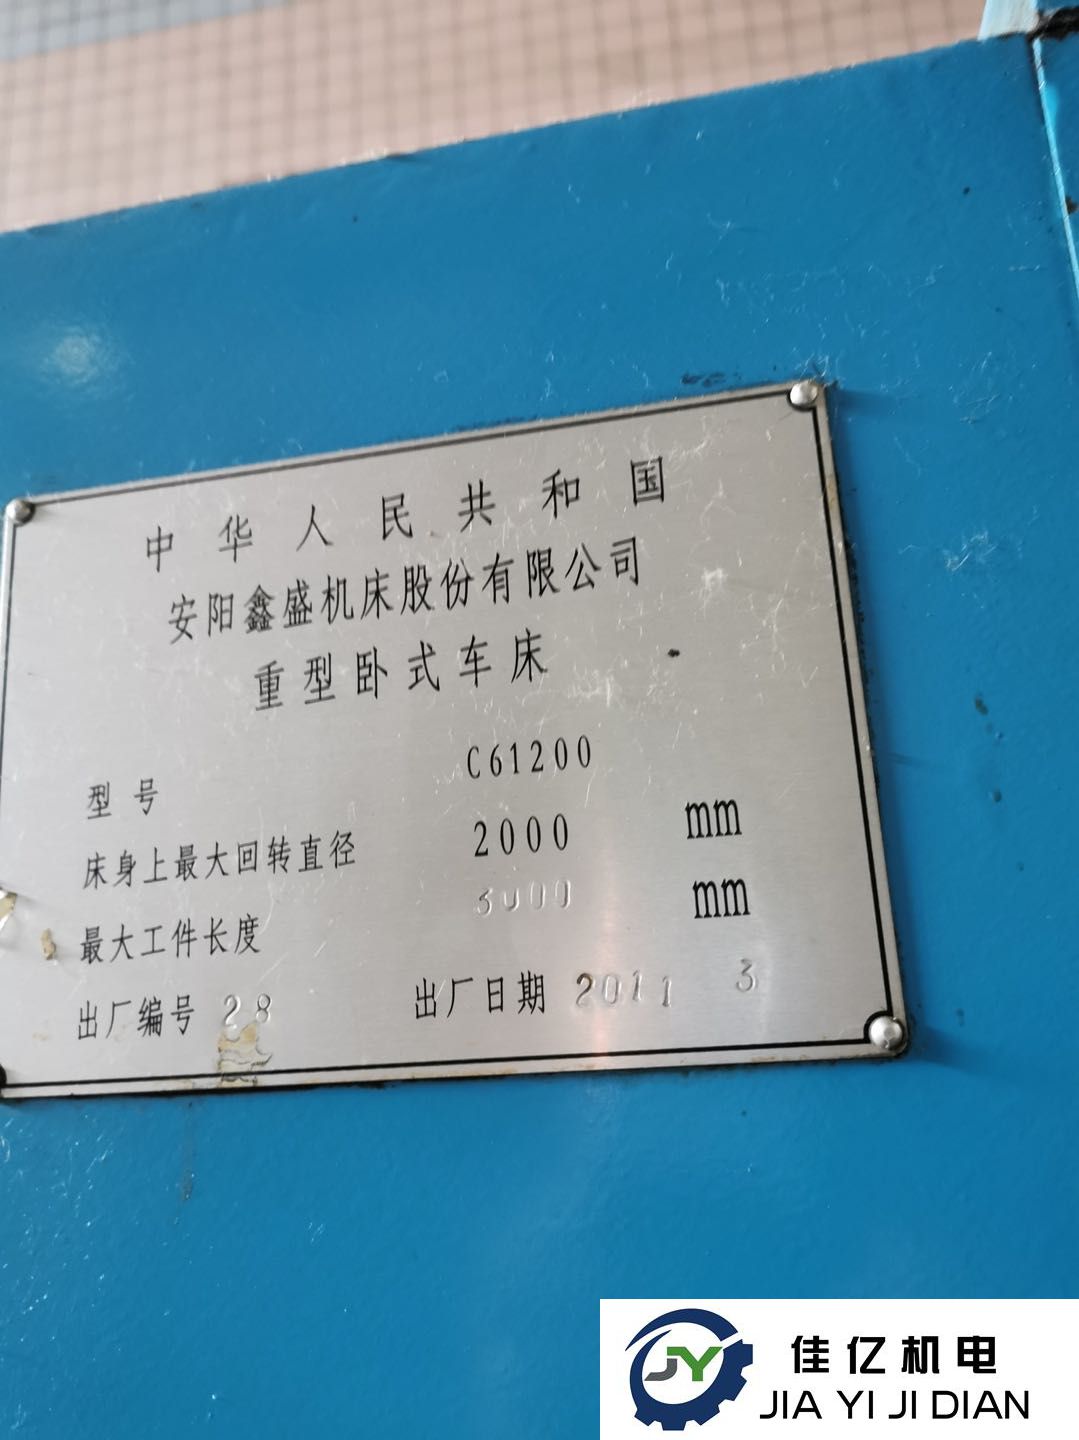 中华人民共和国
安阳鑫盛机床股份有限公司
重型卧式车床
型号 C61200
床身上最大回转直径 2000 mm
最大工件长度 3000 mm
出厂编号 28 出厂日期 2011 3
佳亿机电
JIA YI JI DIAN
JY